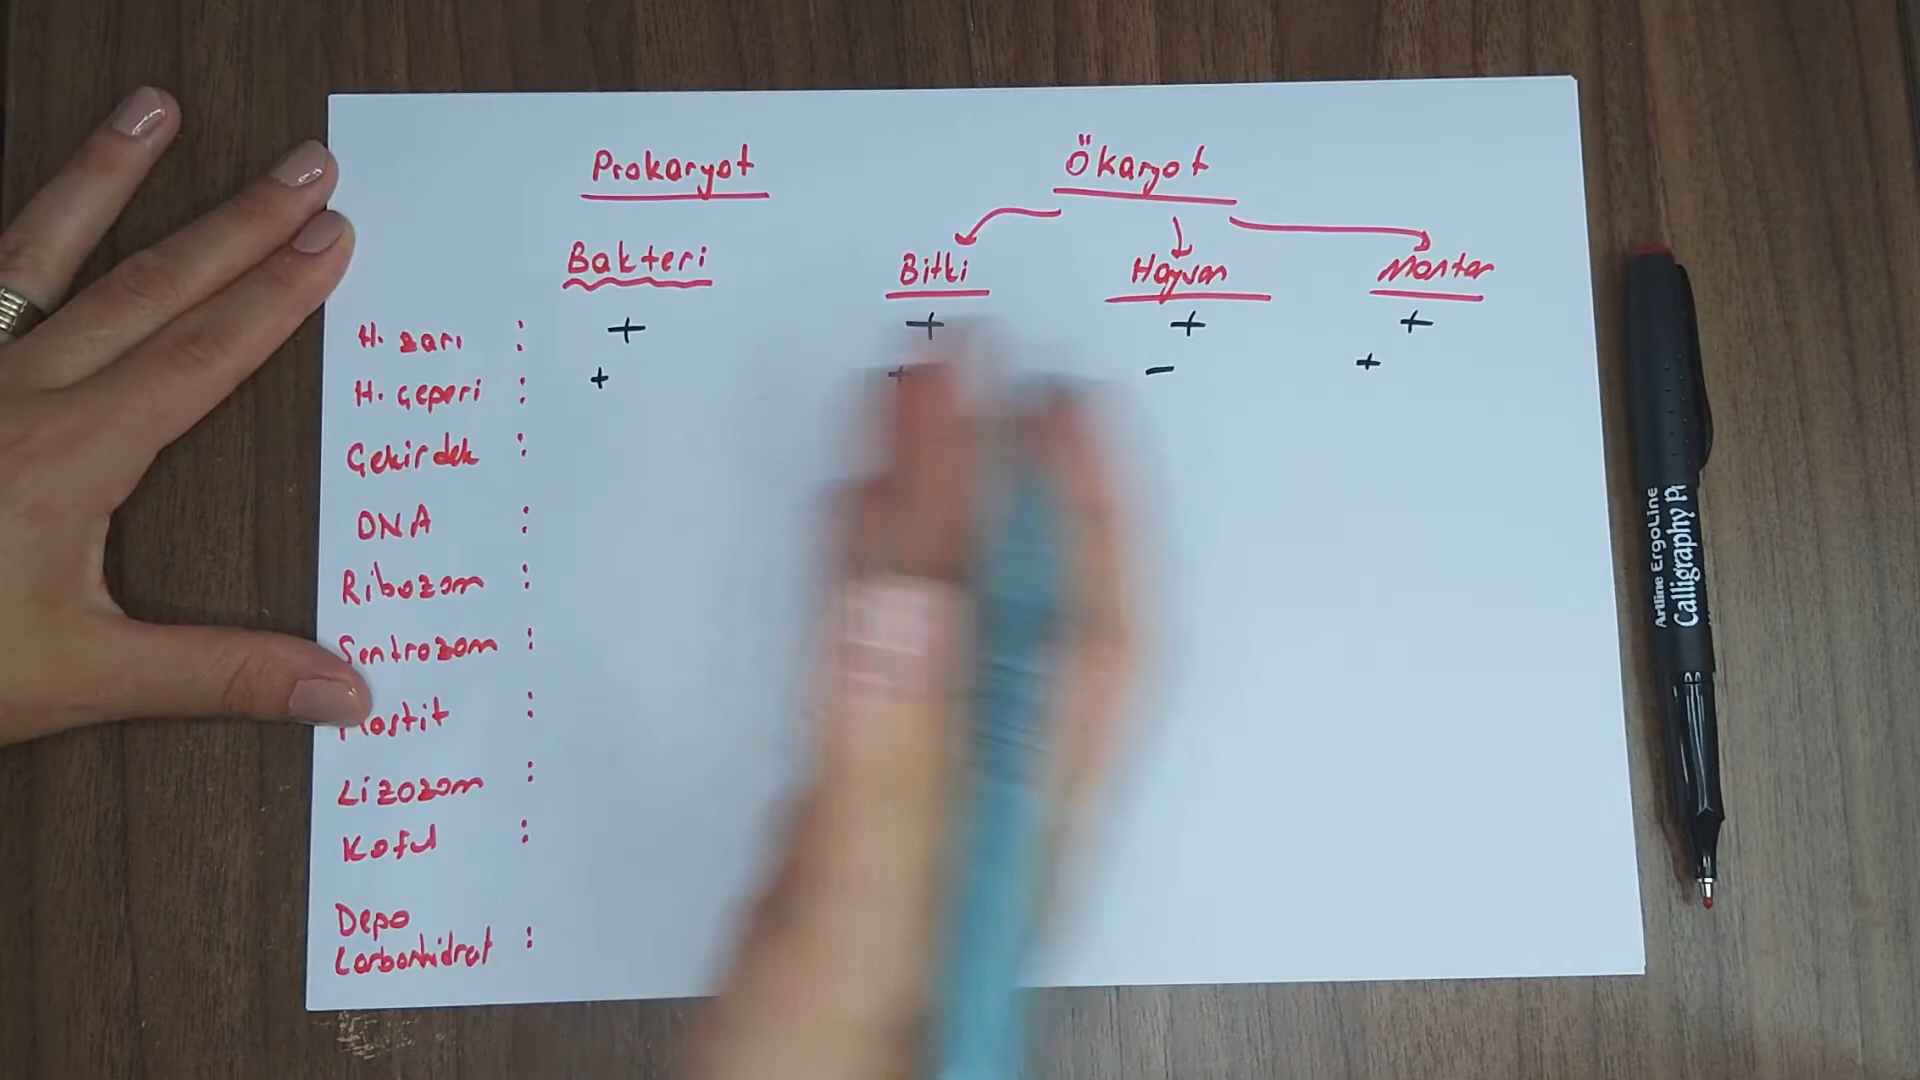 Prokaryot Ökaryot
Bakteri Bitki Hayvan Mantar
H. zarı : + + + +
H. Çeperi : + + - +
Çekirdek :
DNA :
Ribozom :
Sentrozom :
Plastit :
Lizozom :
Koful :
Depo
karbonhidrat :
Artline ErgoLine
Calligraphy P